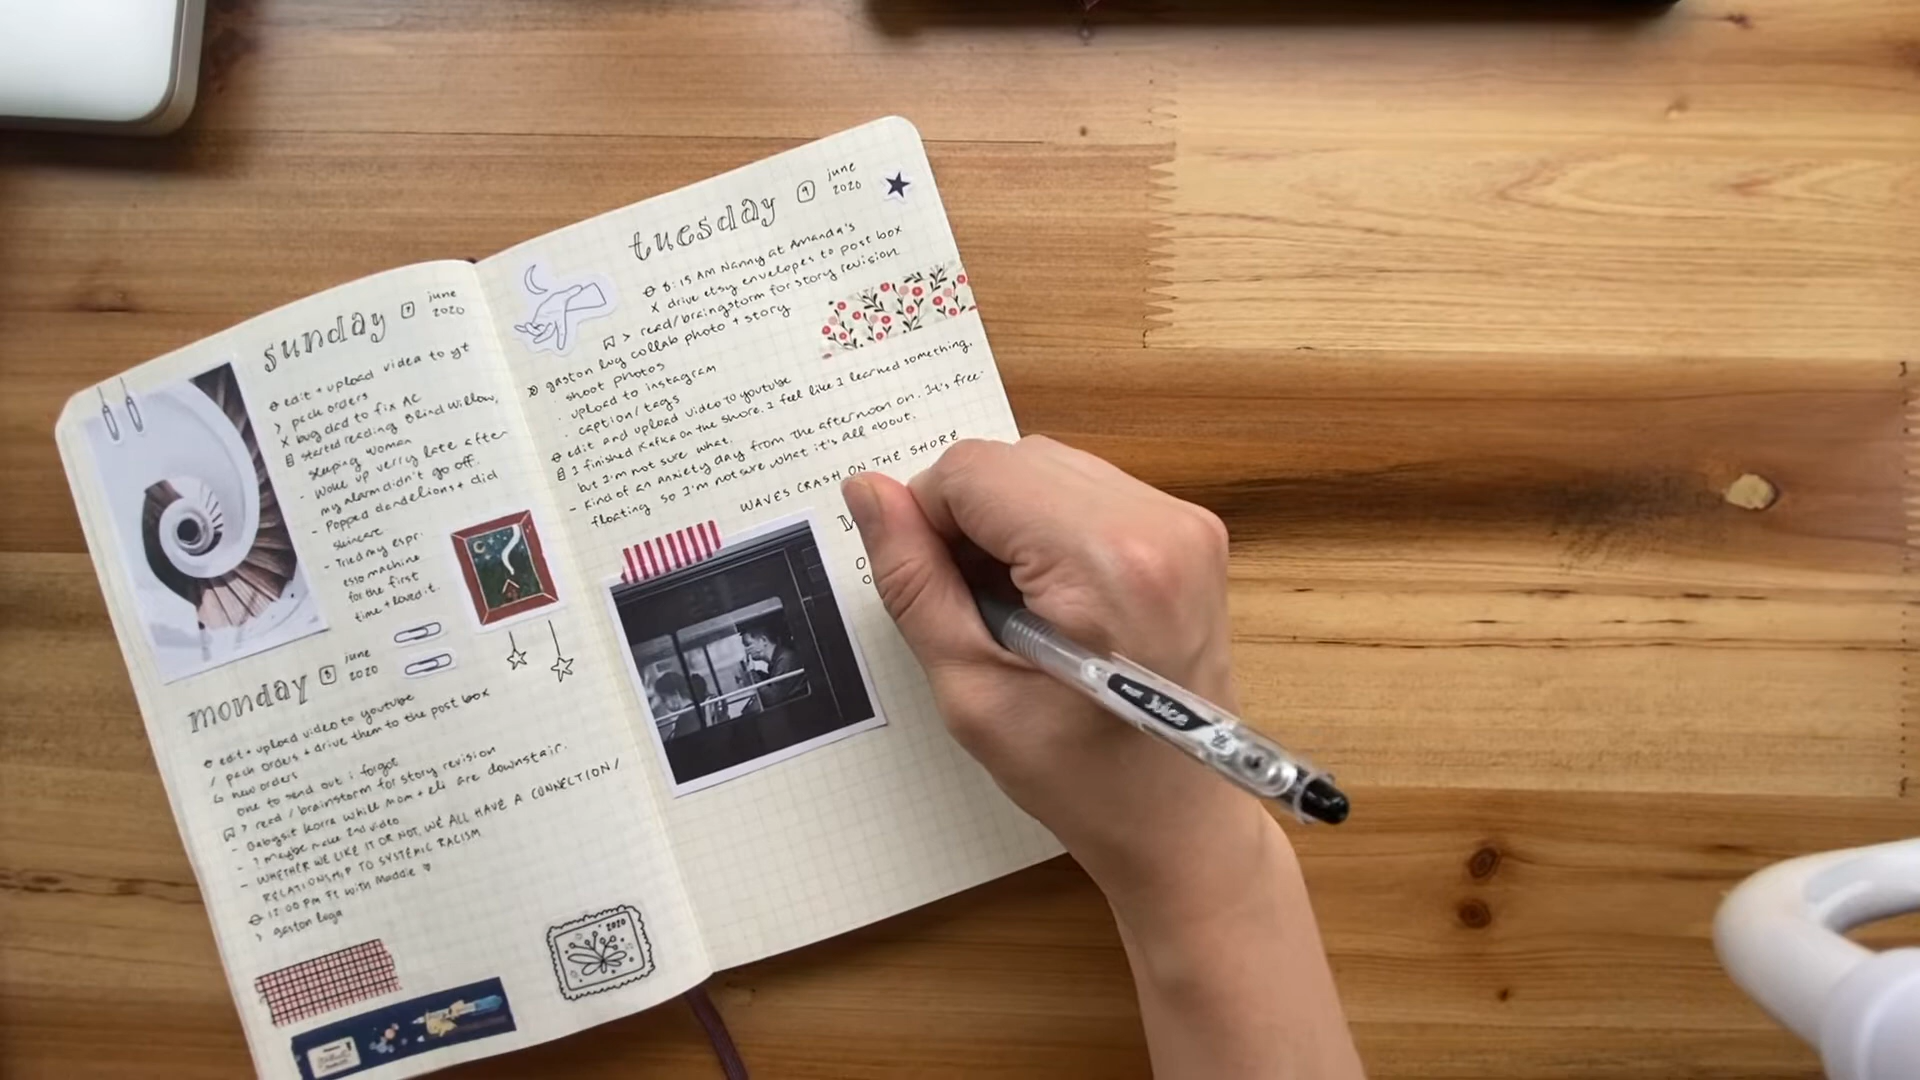 sunday 7 june
2020
edit + upload video to yt
> pack orders
x bug dad to fix AC
started reading Blind Willow,
sleeping woman
- Woke up verry late after
my alarm didn't go off.
- Popped dandelions + did
skincare
- Tried my espr.
esso machine
for the first
time + loved it.
monday 8 june
2020
edit + upload video to youtube
/ pack orders + drive them to the post box
new orders
one to send out i forgot
> read / brainstorm for story revision
- Babysit Korra while mom + eli are downstair.
- ? Maybe make 2nd video
- WHETHER WE LIKE IT OR NOT, WE ALL HAVE A CONNECTION /
RELATIONSHIP TO SYSTEMIC RACISM
12:00 PM FT with Maddie
> gaston luga
2020
tuesday 9 june
2020
8:15 AM Nanny at Amanda's
x drive etsy envelopes to post box
> read/braingstorm for story revision
gaston lug collab photo + story
shoot photos
· upload to instagram
· caption/tags
edit and upload video to youtube
I finished Kafka on the shore. I feel like I learned something,
but I'm not sure what.
- Kind of an anxiety day from the afternoon on. It's free-
floating so I'm not sure what it's all about.
WAVES CRASH ON THE SHORE
Juice